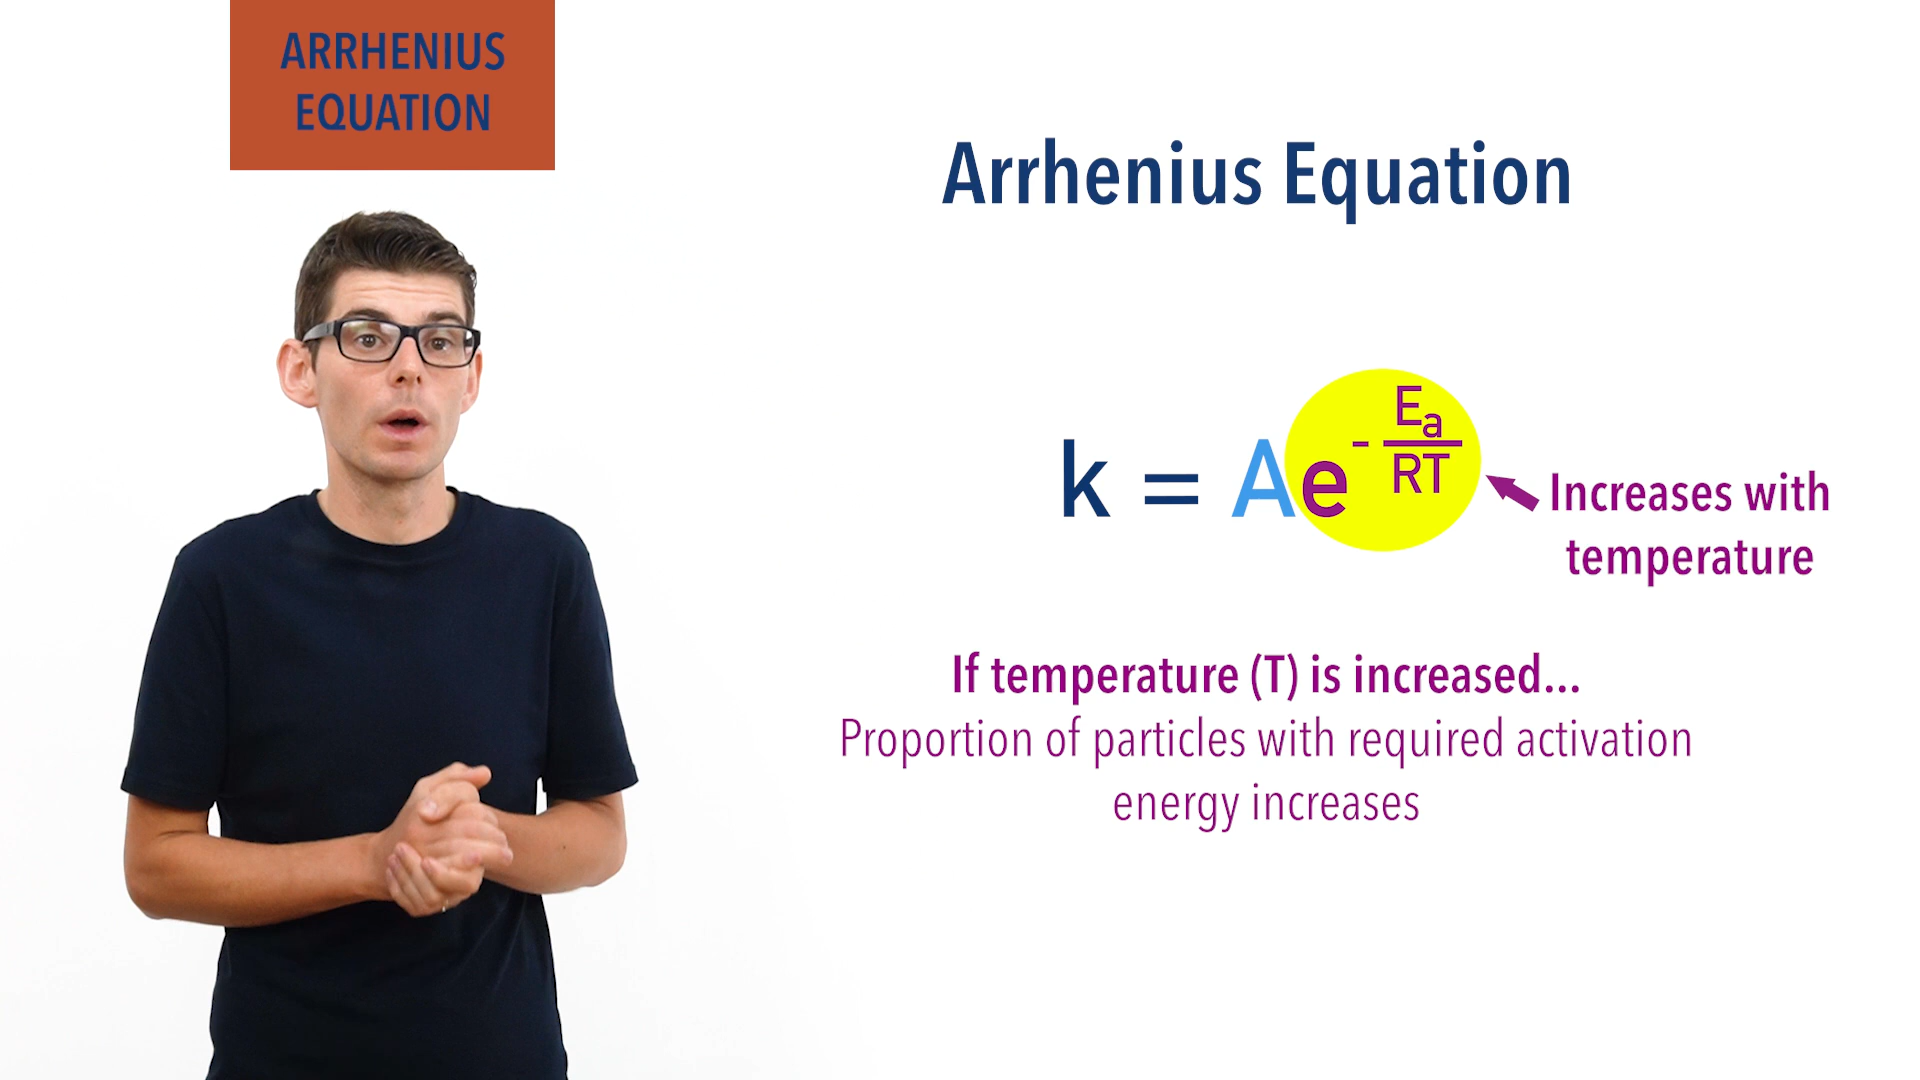 ARRHENIUS
EQUATION
Arrhenius Equation
k = Ae^-Ea/RT
Increases with
temperature
If temperature (T) is increased...
Proportion of particles with required activation
energy increases